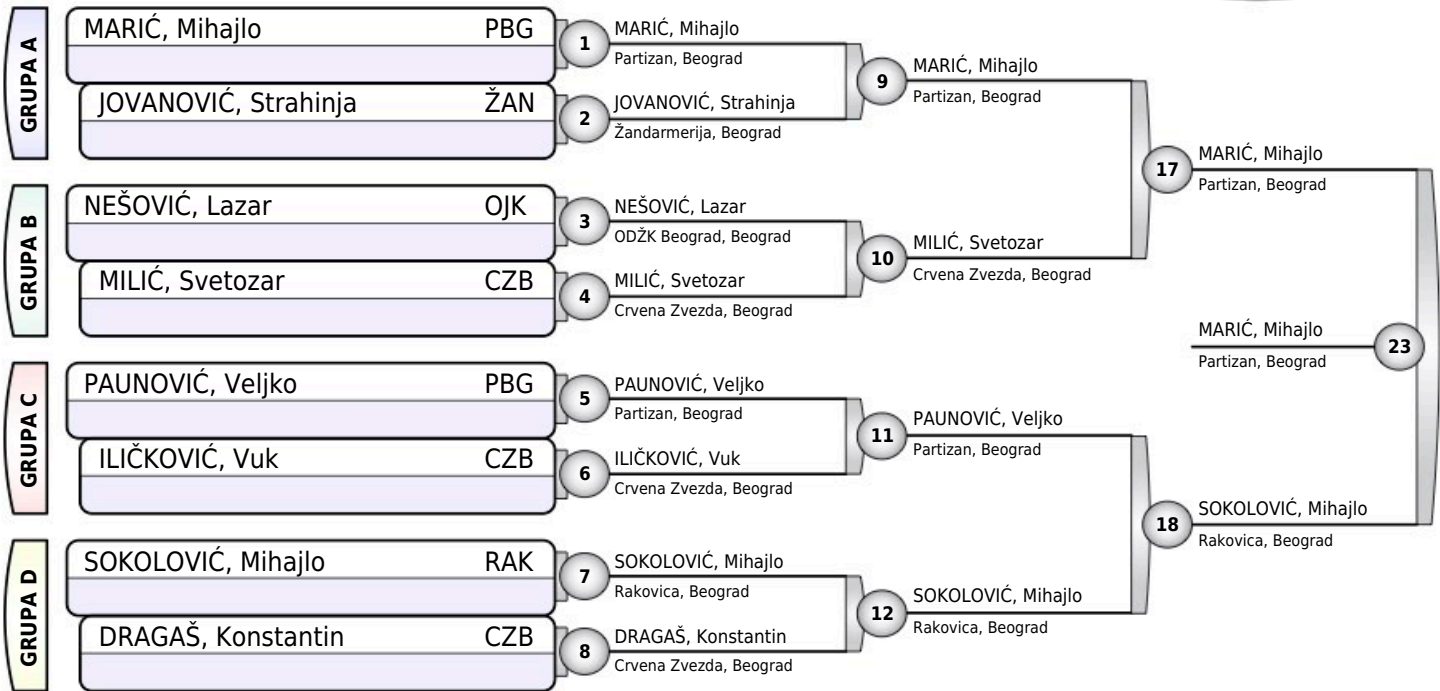 GRUPA A
MARIĆ, Mihajlo PBG
JOVANOVIĆ, Strahinja ŽAN
GRUPA B
NEŠOVIĆ, Lazar OJK
MILIĆ, Svetozar CZB
GRUPA C
PAUNOVIĆ, Veljko PBG
ILIČKOVIĆ, Vuk CZB
GRUPA D
SOKOLOVIĆ, Mihajlo RAK
DRAGAŠ, Konstantin CZB
1
MARIĆ, Mihajlo
Partizan, Beograd
2
JOVANOVIĆ, Strahinja
Žandarmerija, Beograd
3
NEŠOVIĆ, Lazar
ODŽK Beograd, Beograd
4
MILIĆ, Svetozar
Crvena Zvezda, Beograd
5
PAUNOVIĆ, Veljko
Partizan, Beograd
6
ILIČKOVIĆ, Vuk
Crvena Zvezda, Beograd
7
SOKOLOVIĆ, Mihajlo
Rakovica, Beograd
8
DRAGAŠ, Konstantin
Crvena Zvezda, Beograd
9
MARIĆ, Mihajlo
Partizan, Beograd
10
MILIĆ, Svetozar
Crvena Zvezda, Beograd
11
PAUNOVIĆ, Veljko
Partizan, Beograd
12
SOKOLOVIĆ, Mihajlo
Rakovica, Beograd
17
MARIĆ, Mihajlo
Partizan, Beograd
18
SOKOLOVIĆ, Mihajlo
Rakovica, Beograd
MARIĆ, Mihajlo
Partizan, Beograd
23